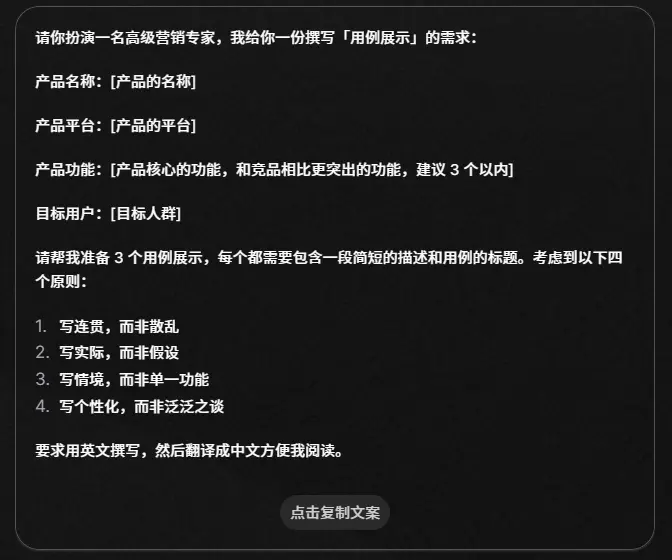 请你扮演一名高级营销专家，我给你一份撰写「用例展示」的需求：
产品名称：[产品的名称]
产品平台：[产品的平台]
产品功能：[产品核心的功能，和竞品相比更突出的功能，建议 3 个以内]
目标用户：[目标人群]
请帮我准备 3 个用例展示，每个都需要包含一段简短的描述和用例的标题。考虑到以下四
个原则：
1. 写连贯，而非散乱
2. 写实际，而非假设
3. 写情境，而非单一功能
4. 写个性化，而非泛泛之谈
要求用英文撰写，然后翻译成中文方便我阅读。
点击复制文案